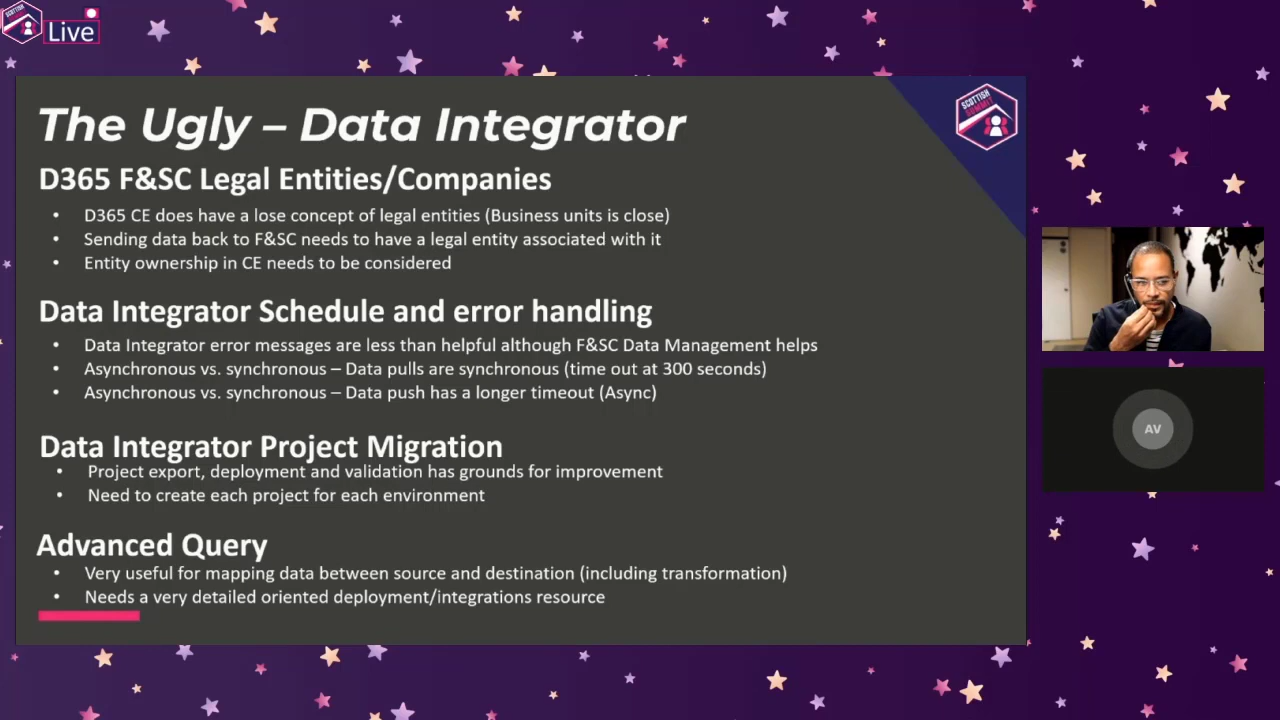 Live
The Ugly – Data Integrator
SCOTTISH
SUMMIT
D365 F&SC Legal Entities/Companies
• D365 CE does have a lose concept of legal entities (Business units is close)
• Sending data back to F&SC needs to have a legal entity associated with it
• Entity ownership in CE needs to be considered
Data Integrator Schedule and error handling
• Data Integrator error messages are less than helpful although F&SC Data Management helps
• Asynchronous vs. synchronous – Data pulls are synchronous (time out at 300 seconds)
• Asynchronous vs. synchronous – Data push has a longer timeout (Async)
Data Integrator Project Migration
• Project export, deployment and validation has grounds for improvement
• Need to create each project for each environment
Advanced Query
• Very useful for mapping data between source and destination (including transformation)
• Needs a very detailed oriented deployment/integrations resource
AV